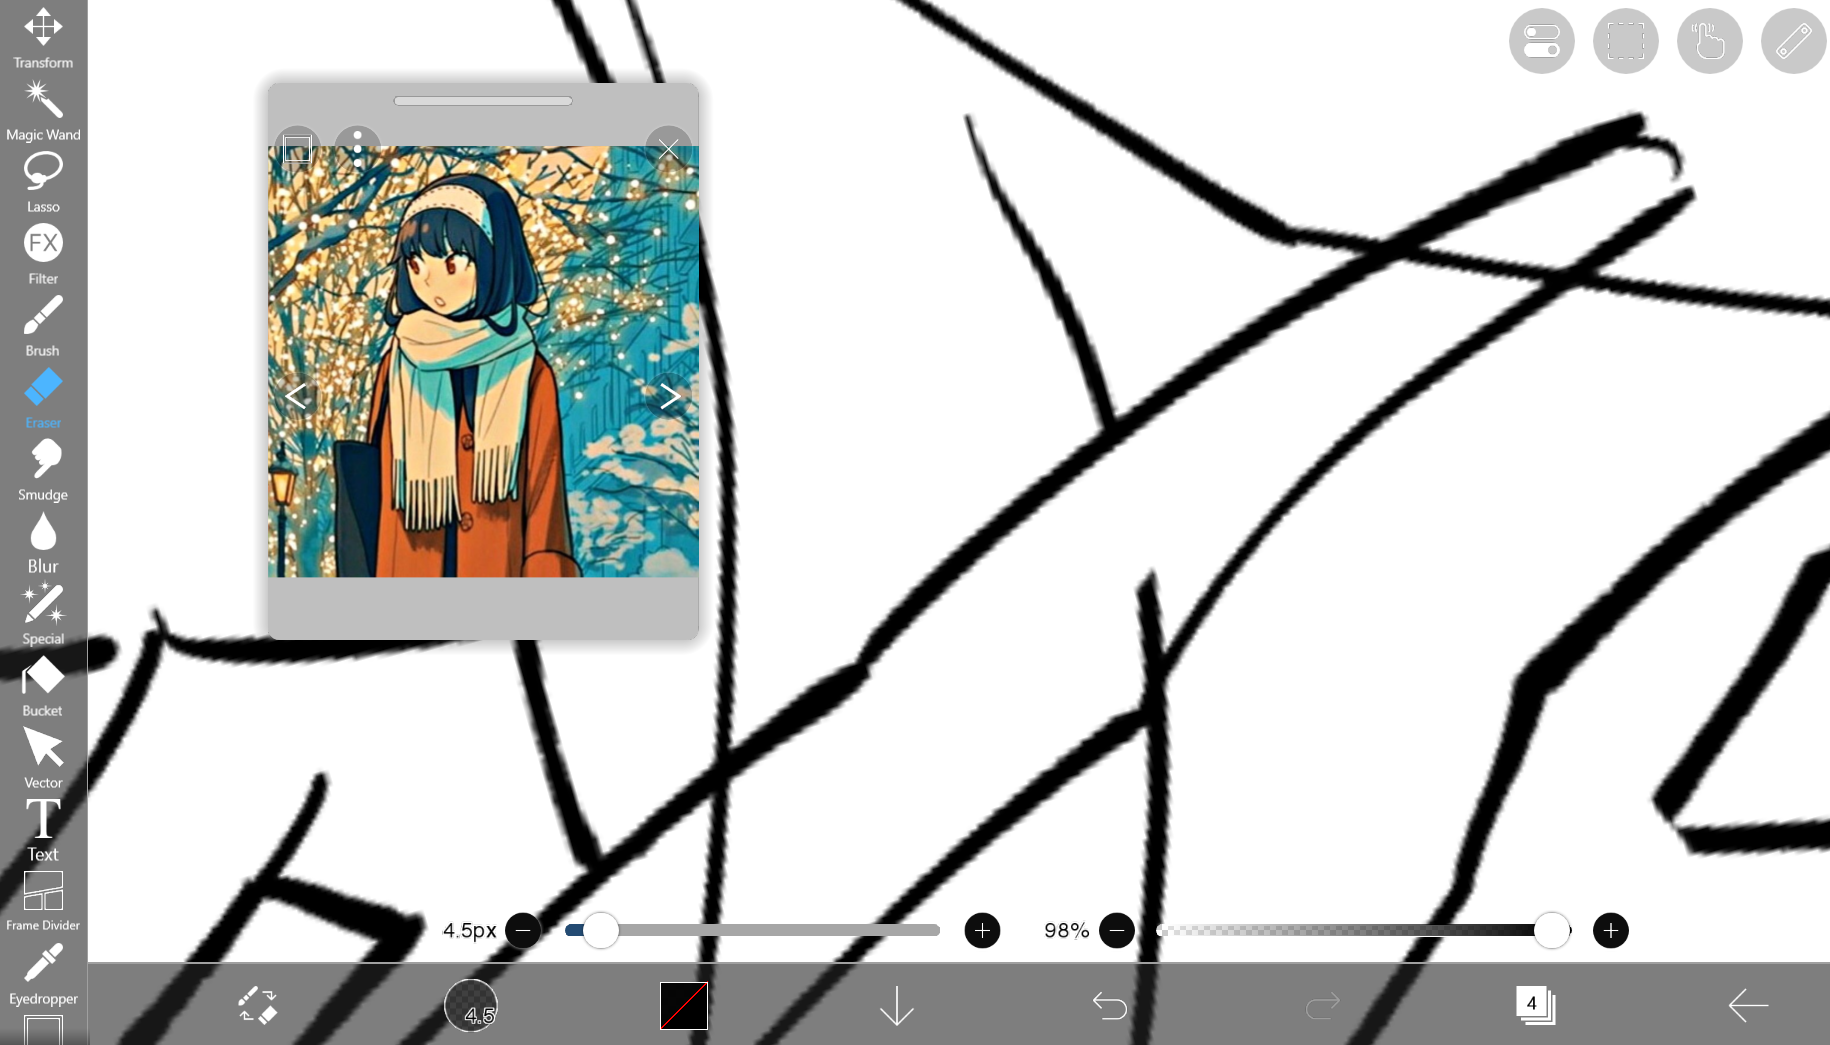 Transform
Magic Wand
Lasso
FX
Filter
Brush
Eraser
Smudge
Blur
Special
Bucket
Vector
T
Text
Frame Divider
Eyedropper
4.5px
98%
4.5
4